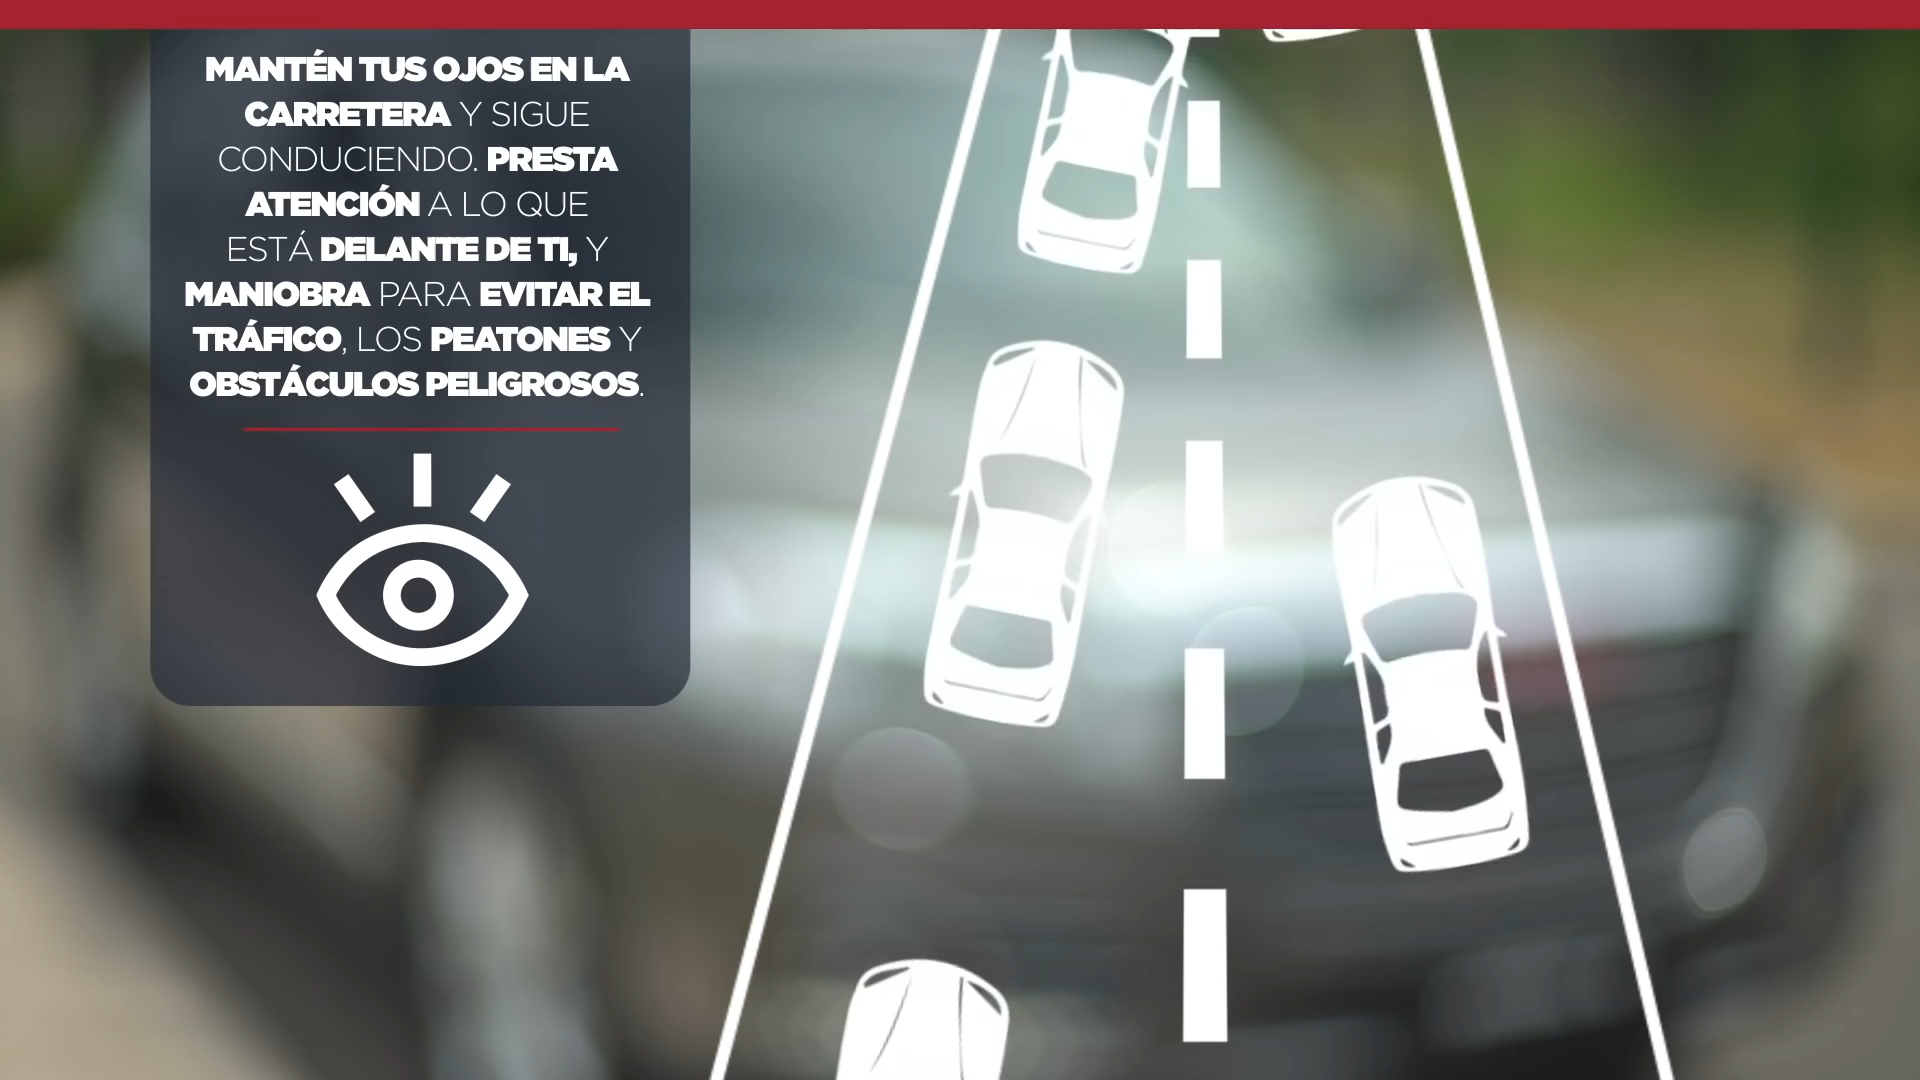 MANTÉN TUS OJOS EN LA
CARRETERA Y SIGUE
CONDUCIENDO. PRESTA
ATENCIÓN A LO QUE
ESTÁ DELANTE DE TI, Y
MANIOBRA PARA EVITAR EL
TRÁFICO, LOS PEATONES Y
OBSTÁCULOS PELIGROSOS.